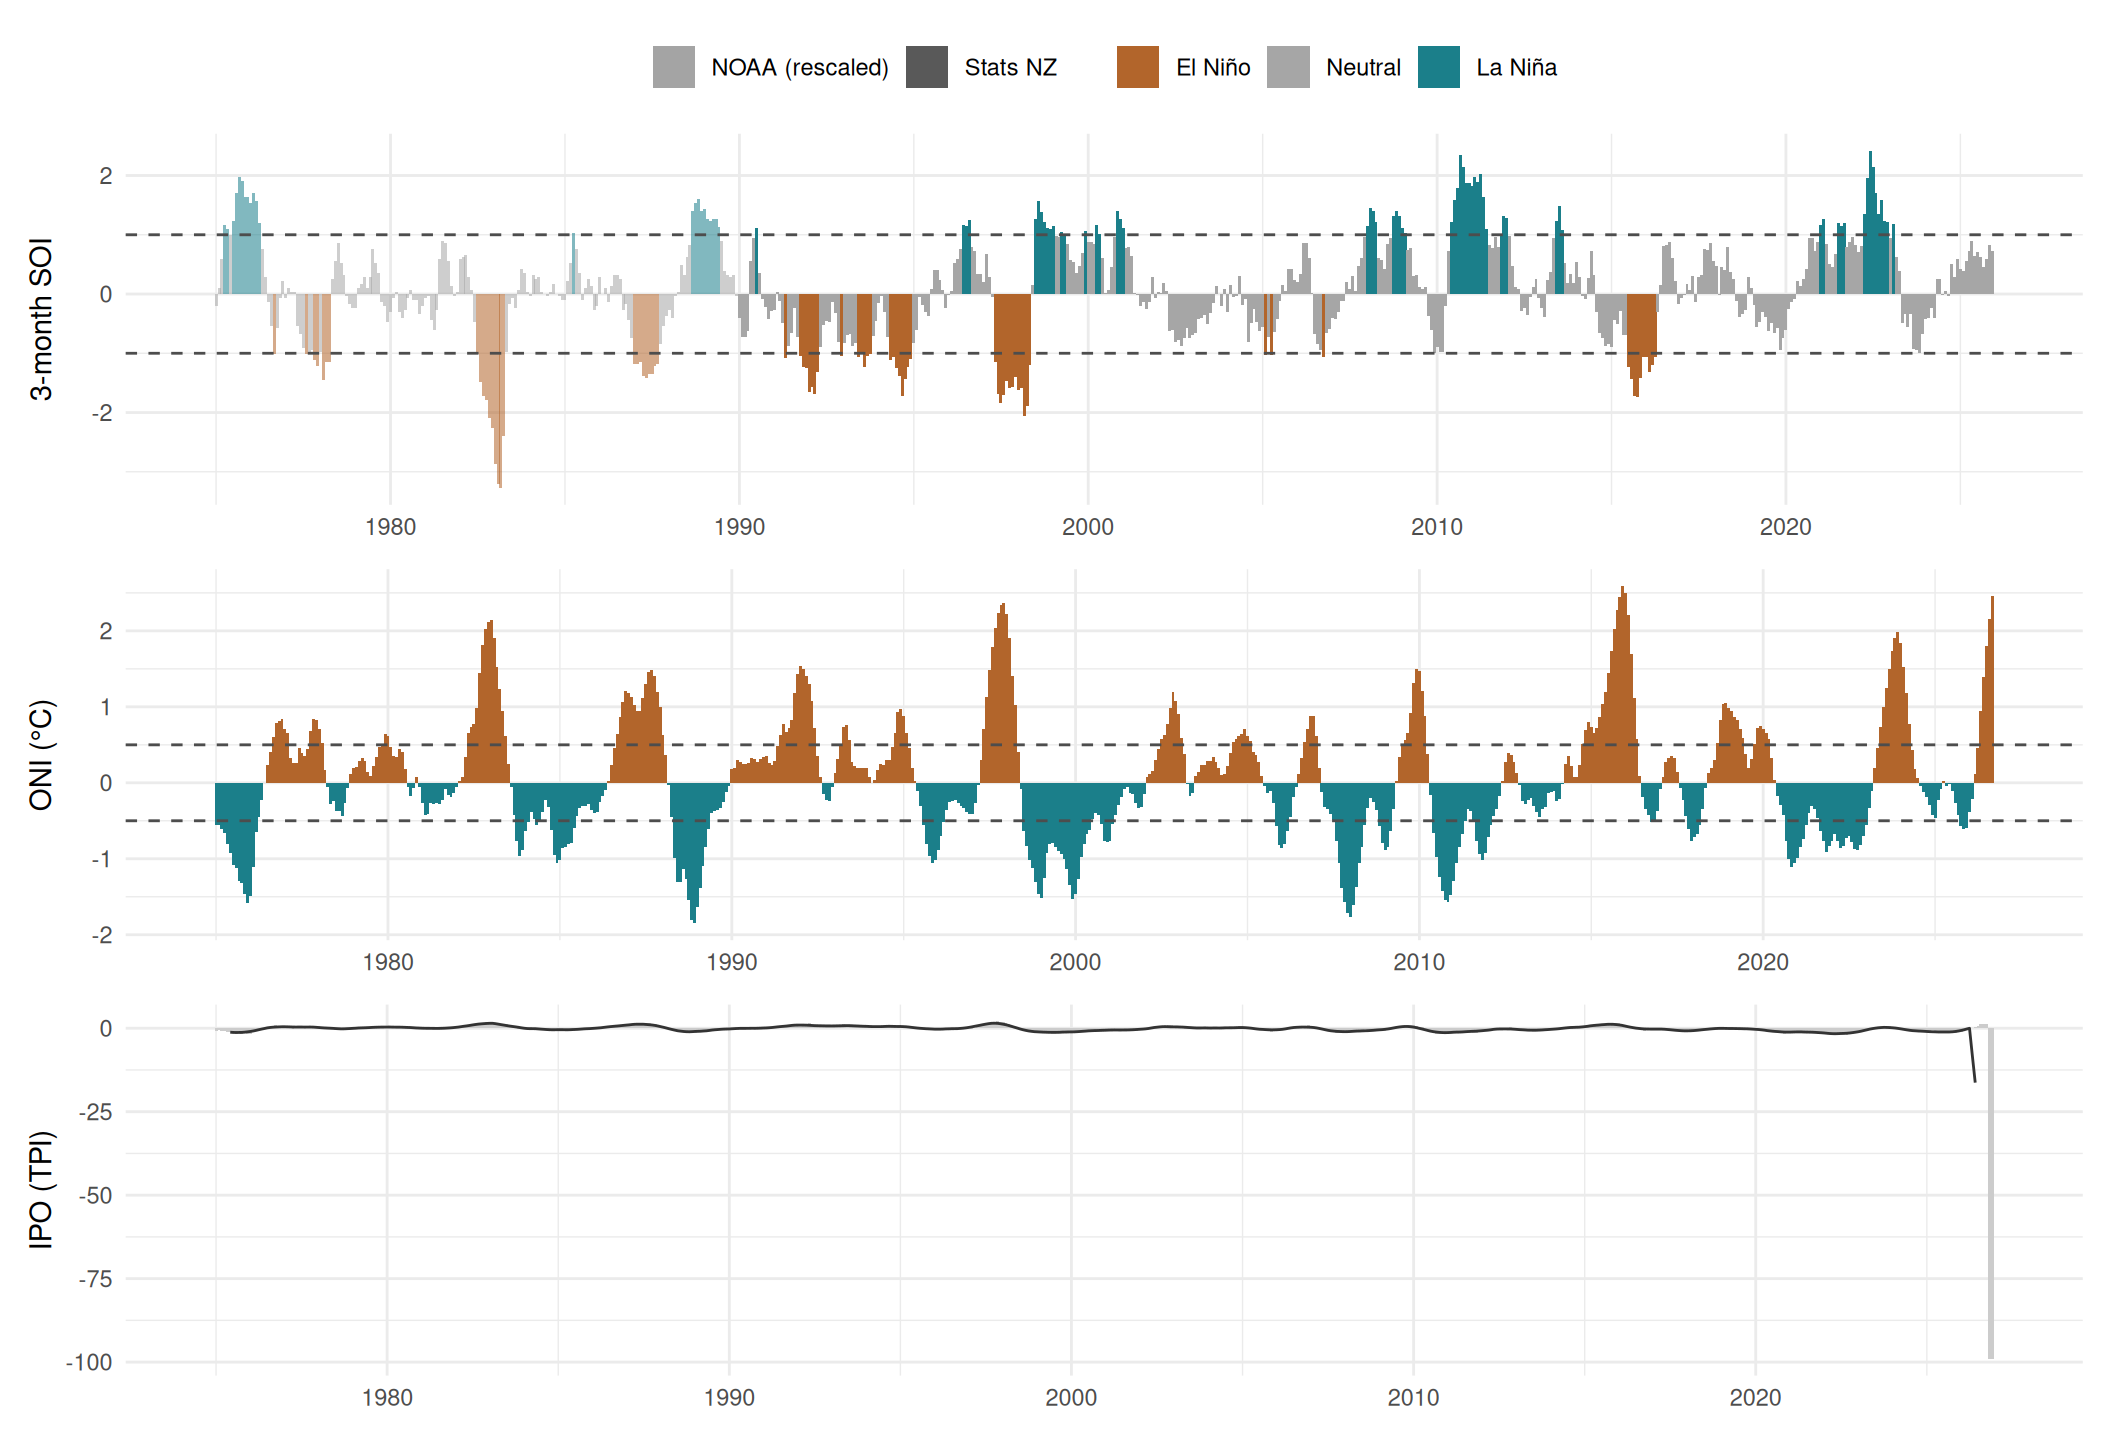 NOAA (rescaled) Stats NZ El Niño Neutral La Niña
3-month SOI
2
0
-2
1980 1990 2000 2010 2020
ONI (°C)
2
1
0
-1
-2
1980 1990 2000 2010 2020
IPO (TPI)
0
-25
-50
-75
-100
1980 1990 2000 2010 2020